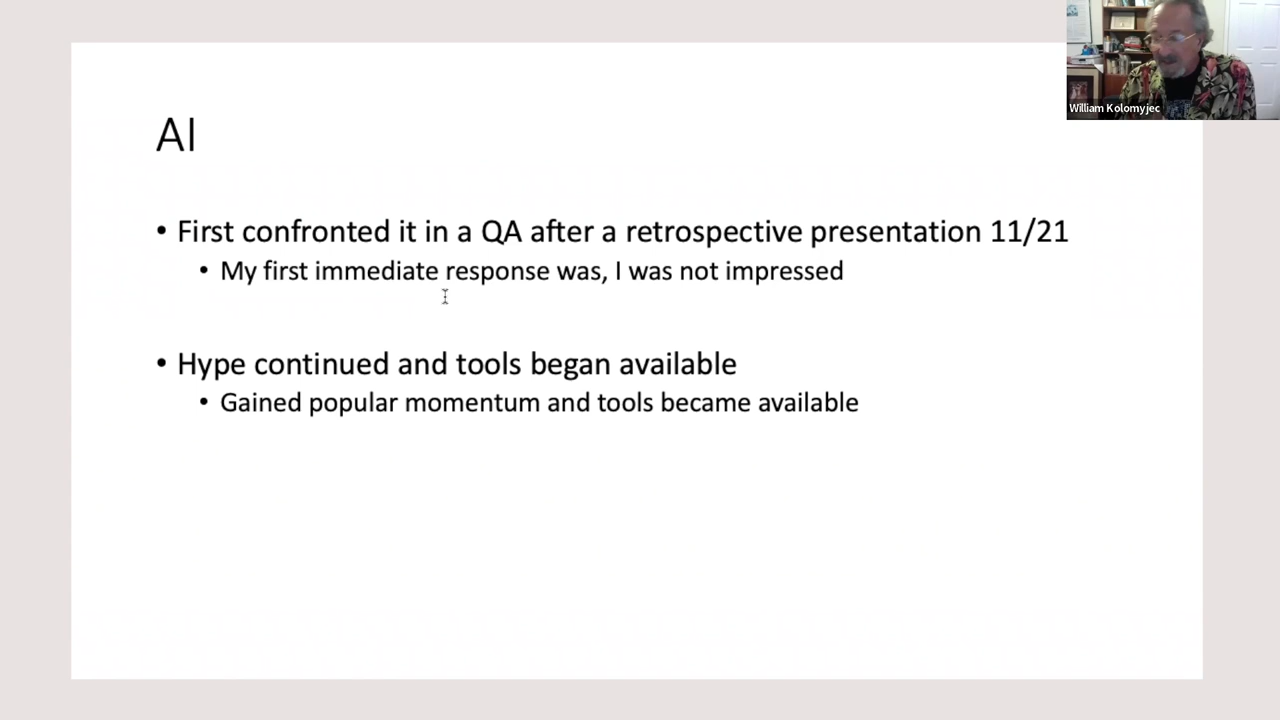 William Kolomyjec
AI
• First confronted it in a QA after a retrospective presentation 11/21
• My first immediate response was, I was not impressed
• Hype continued and tools began available
• Gained popular momentum and tools became available